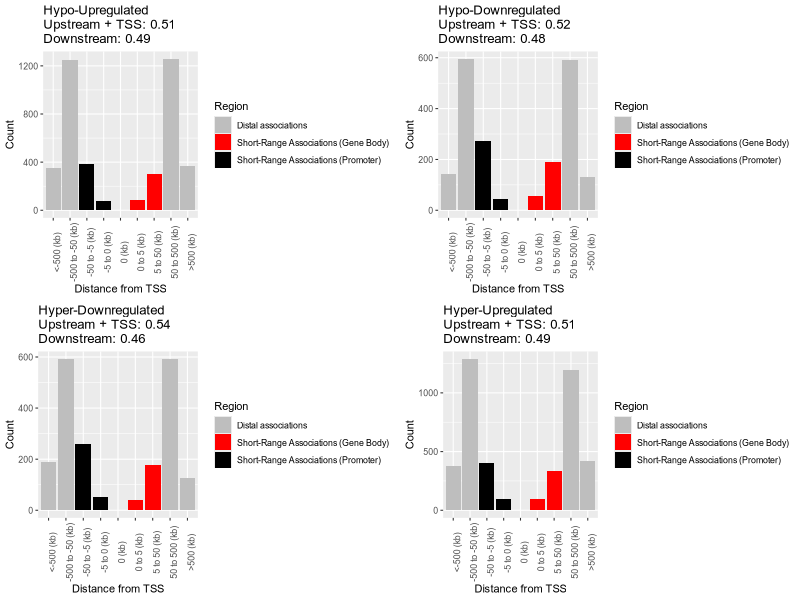 Hypo-Upregulated
Upstream + TSS: 0.51
Downstream: 0.49
1200
800
400
0
Count
<-500 (kb)
-500 to -50 (kb)
-50 to -5 (kb)
-5 to 0 (kb)
0 (kb)
0 to 5 (kb)
5 to 50 (kb)
50 to 500 (kb)
>500 (kb)
Distance from TSS
Region
Distal associations
Short-Range Associations (Gene Body)
Short-Range Associations (Promoter)
Hypo-Downregulated
Upstream + TSS: 0.52
Downstream: 0.48
600
400
200
0
Count
<-500 (kb)
-500 to -50 (kb)
-50 to -5 (kb)
-5 to 0 (kb)
0 (kb)
0 to 5 (kb)
5 to 50 (kb)
50 to 500 (kb)
>500 (kb)
Distance from TSS
Region
Distal associations
Short-Range Associations (Gene Body)
Short-Range Associations (Promoter)
Hyper-Downregulated
Upstream + TSS: 0.54
Downstream: 0.46
600
400
200
0
Count
<-500 (kb)
-500 to -50 (kb)
-50 to -5 (kb)
-5 to 0 (kb)
0 (kb)
0 to 5 (kb)
5 to 50 (kb)
50 to 500 (kb)
>500 (kb)
Distance from TSS
Region
Distal associations
Short-Range Associations (Gene Body)
Short-Range Associations (Promoter)
Hyper-Upregulated
Upstream + TSS: 0.51
Downstream: 0.49
1000
500
0
Count
<-500 (kb)
-500 to -50 (kb)
-50 to -5 (kb)
-5 to 0 (kb)
0 (kb)
0 to 5 (kb)
5 to 50 (kb)
50 to 500 (kb)
>500 (kb)
Distance from TSS
Region
Distal associations
Short-Range Associations (Gene Body)
Short-Range Associations (Promoter)